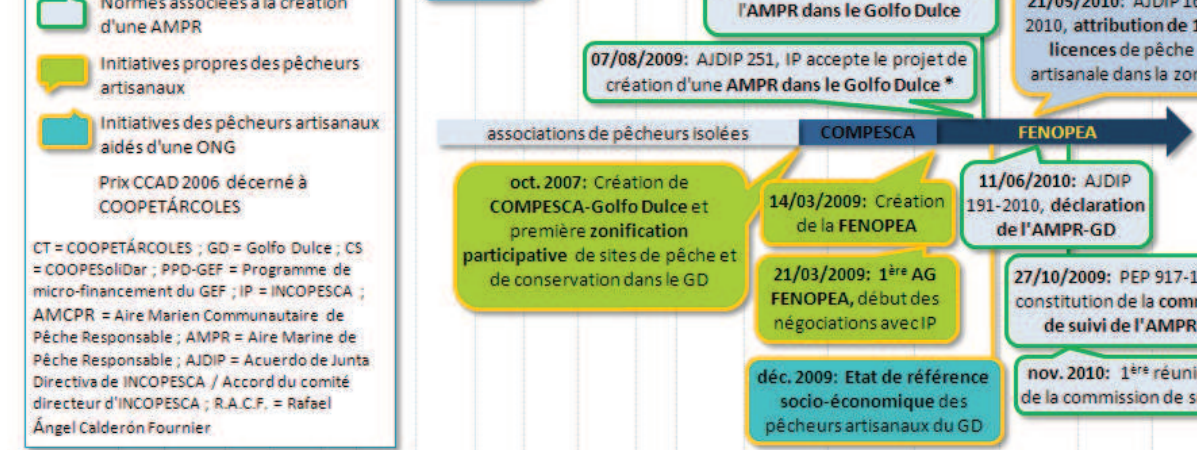 Normes associées à la création
d'une AMPR
Initiatives propres des pêcheurs
artisanaux
Initiatives des pêcheurs artisanaux
aidés d'une ONG
Prix CCAD 2006 décerné à
COOPETÁRCOLES
CT = COOPETÁRCOLES ; GD = Golfo Dulce ; CS
= COOPESoliDar ; PPD-GEF = Programme de
micro-financement du GEF ; IP = INCOPESCA ;
AMCPR = Aire Marien Communautaire de
Pêche Responsable ; AMPR = Aire Marine de
Pêche Responsable ; AJDIP = Acuerdo de Junta
Directiva de INCOPESCA / Accord du comité
directeur d'INCOPESCA ; R.A.C.F. = Rafael
Ángel Calderón Fournier
l'AMPR dans le Golfo Dulce
21/05/2010: AJDIP
2010, attribution de
licences de pêche
artisanale dans la
07/08/2009: AJDIP 251, IP accepte le projet de
création d'une AMPR dans le Golfo Dulce *
associations de pêcheurs isolées
COMPESCA
FENOPEA
oct. 2007: Création de
COMPESCA-Golfo Dulce et
première zonification
participative de sites de pêche et
de conservation dans le GD
14/03/2009: Création
de la FENOPEA
21/03/2009: 1ère AG
FENOPEA, début des
négociations avec IP
déc. 2009: Etat de référence
socio-économique des
pêcheurs artisanaux du GD
11/06/2010: AJDIP
191-2010, déclaration
de l'AMPR-GD
27/10/2009: PEP 917-1
constitution de la
de suivi de l'AMPR
nov. 2010: 1ère
de la commission de